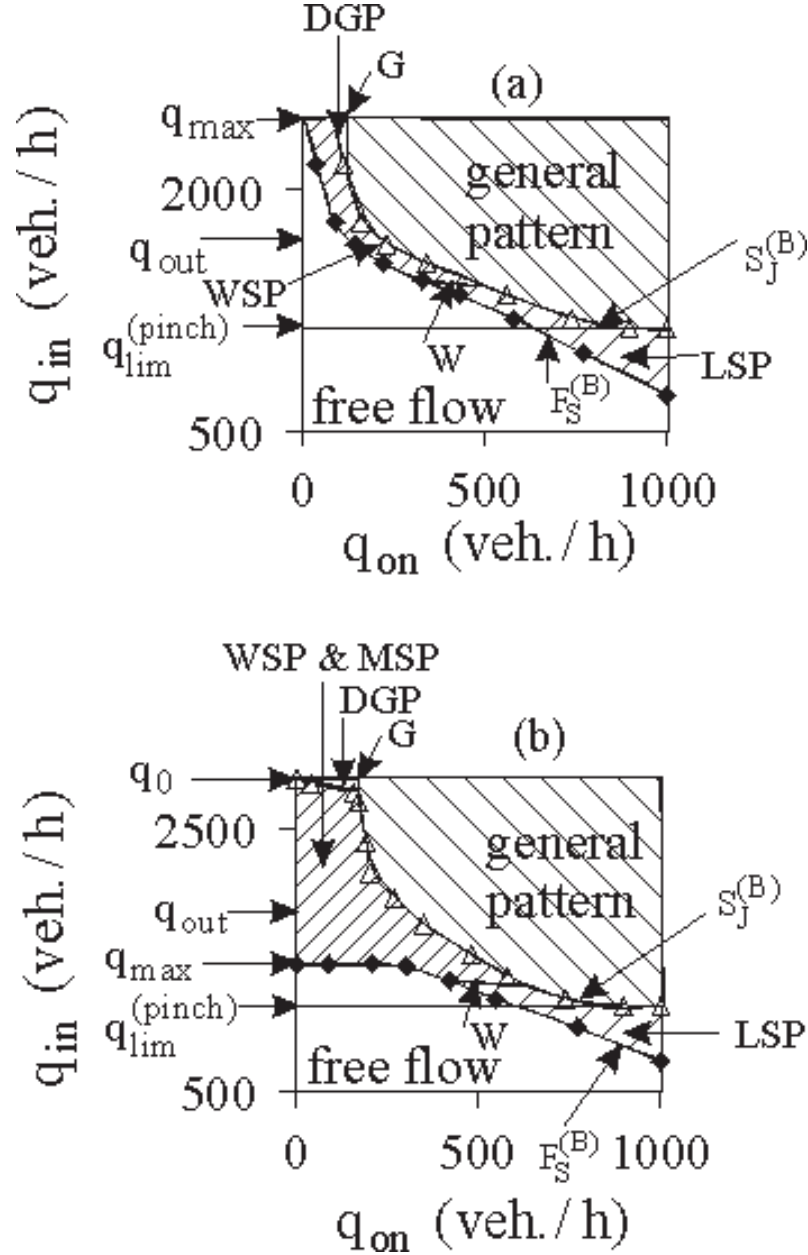 DGP
G
(a)
q_max
general
2000
pattern
q_out
S_J^(B)
WSP
q_lim^(pinch)
W
LSP
free flow
F_S^(B)
500
0
500
1000
q_in (veh./h)
q_on (veh./h)
WSP & MSP
DGP
G
(b)
q_0
2500
general
pattern
q_out
S_J^(B)
q_max
q_lim^(pinch)
W
LSP
free flow
500
F_S^(B)
0
500
1000
q_in (veh./h)
q_on (veh./h)